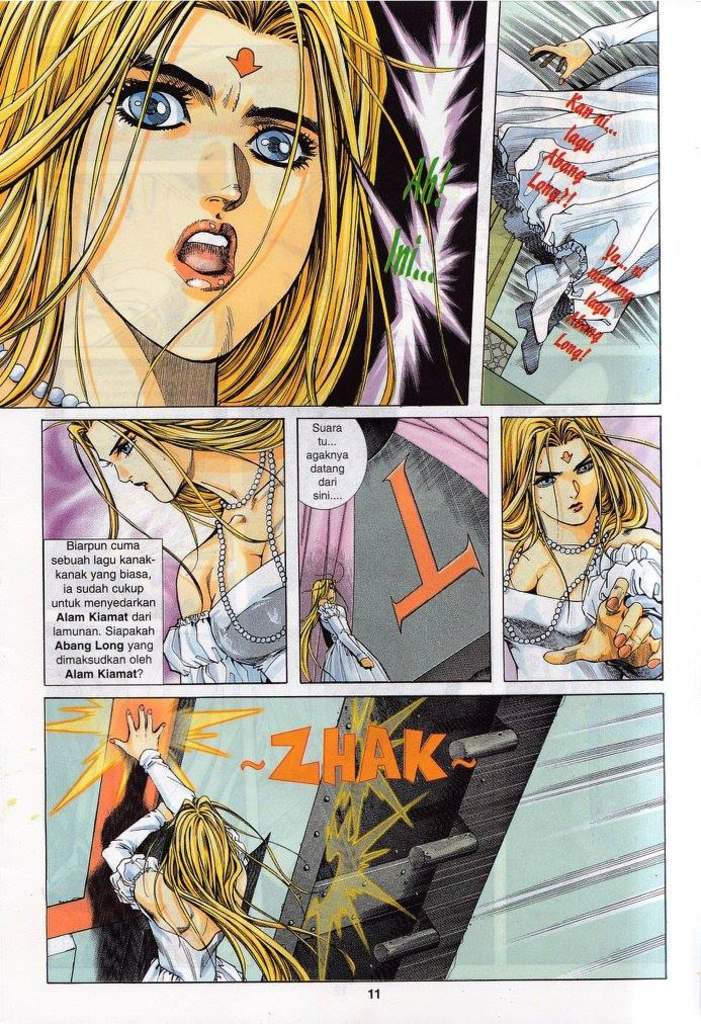 Ah!
Ini...
Kan ni...
lagu
Abang
Long?!
Ya... ni
memang
lagu
Abang
Long!
Biarpun cuma
sebuah lagu kanak-
kanak yang biasa,
ia sudah cukup
untuk menyedarkan
Alam Kiamat dari
lamunan. Siapakah
Abang Long yang
dimaksudkan oleh
Alam Kiamat?
Suara
tu...
agaknya
datang
dari
sini....
T
~ZHAK~
11